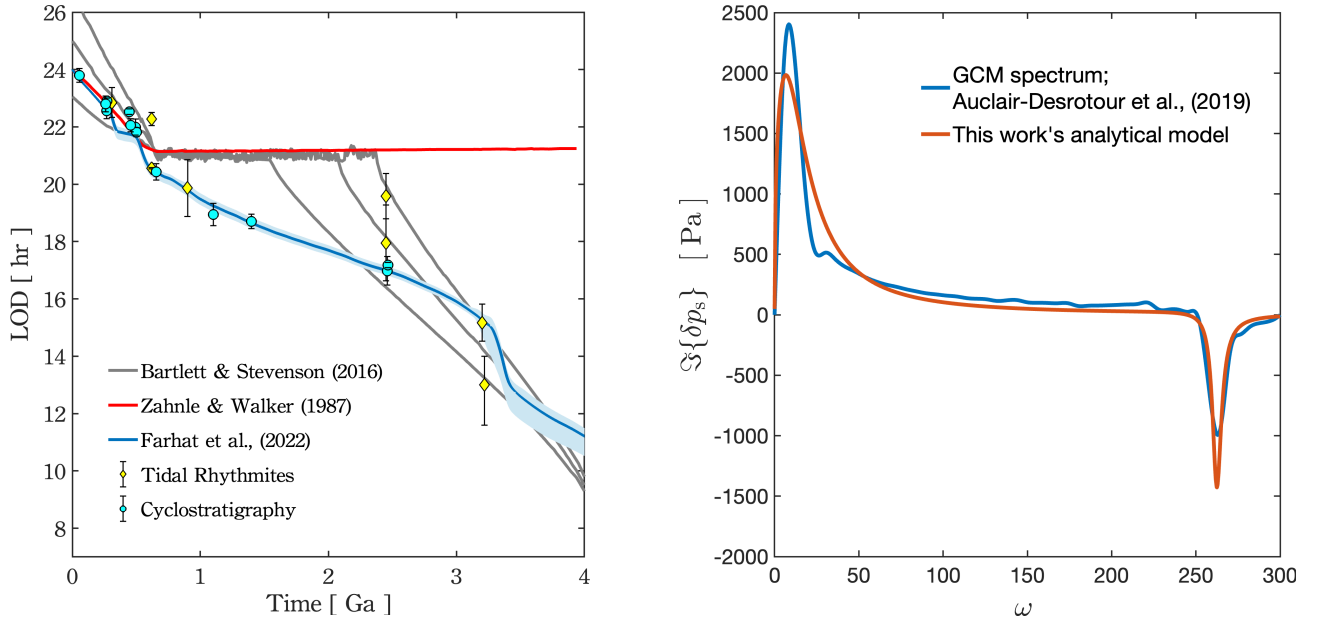 26
24
22
20
18
16
14
12
10
8
LOD [ hr ]
Bartlett & Stevenson (2016)
Zahnle & Walker (1987)
Farhat et al., (2022)
Tidal Rhythmites
Cyclostratigraphy
0 1 2 3 4
Time [ Ga ]
2500
2000
1500
1000
500
0
-500
-1000
-1500
-2000
ℑ{δpₛ} [ Pa ]
GCM spectrum;
Auclair-Desrotour et al., (2019)
This work's analytical model
0 50 100 150 200 250 300
ω